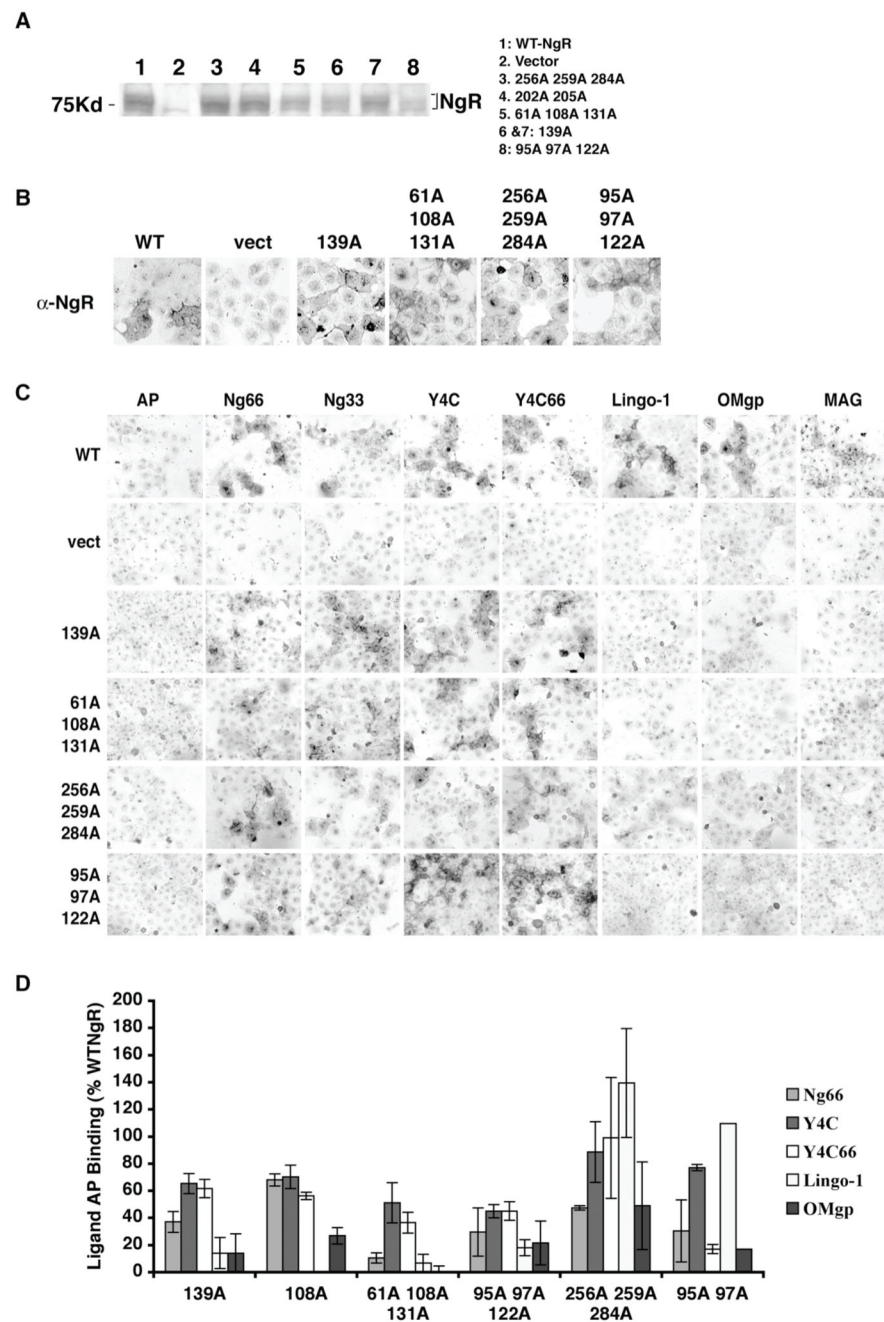 A
1 2 3 4 5 6 7 8
75Kd -
NgR
1: WT-NgR
2. Vector
3. 256A 259A 284A
4. 202A 205A
5. 61A 108A 131A
6 &7: 139A
8: 95A 97A 122A
B
61A 256A 95A
108A 259A 97A
WT vect 139A 131A 284A 122A
α-NgR
C
AP Ng66 Ng33 Y4C Y4C66 Lingo-1 OMgp MAG
WT
vect
139A
61A
108A
131A
256A
259A
284A
95A
97A
122A
D
Ligand AP Binding (% WTNgR)
200
180
160
140
120
100
80
60
40
20
0
139A 108A 61A 108A 95A 97A 256A 259A 95A 97A
131A 122A 284A
Ng66
Y4C
Y4C66
Lingo-1
OMgp